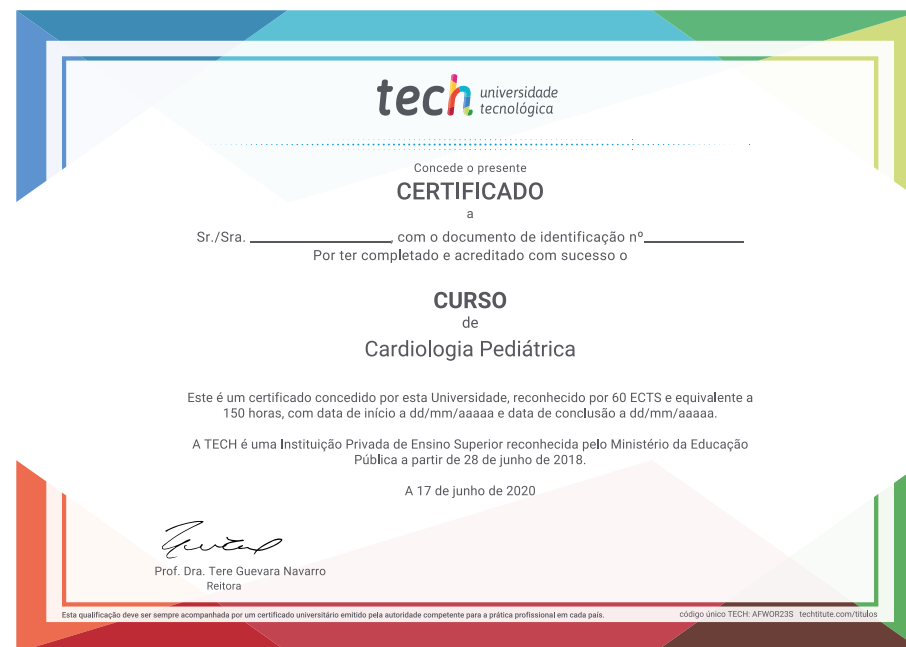 tech universidade
tecnológica
Concede o presente
CERTIFICADO
a
Sr./Sra. ____________, com o documento de identificação nº____________
Por ter completado e acreditado com sucesso o
CURSO
de
Cardiologia Pediátrica
Este é um certificado concedido por esta Universidade, reconhecido por 60 ECTS e equivalente a
150 horas, com data de início a dd/mm/aaaaa e data de conclusão a dd/mm/aaaaa.
A TECH é uma Instituição Privada de Ensino Superior reconhecida pelo Ministério da Educação
Pública a partir de 28 de junho de 2018.
A 17 de junho de 2020
Prof. Dra. Tere Guevara Navarro
Reitora
Esta qualificação deve ser sempre acompanhada por um certificado universitário emitido pela autoridade competente para a prática profissional em cada país. código único TECH: AFWOR23S techtitute.com/titulos